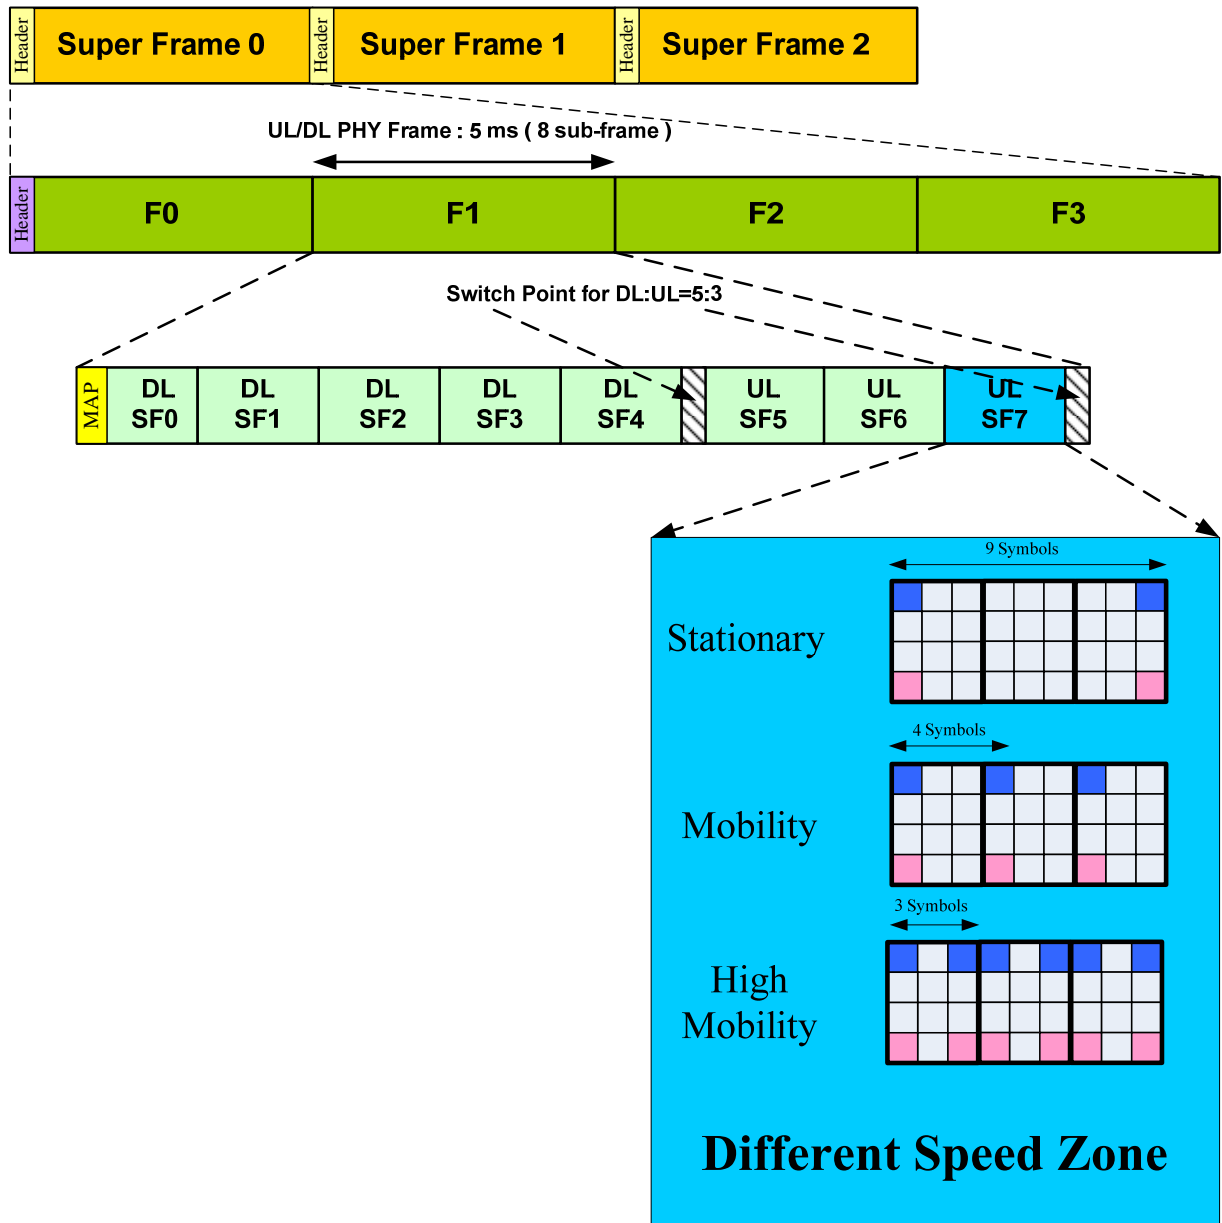 Header Super Frame 0 Header Super Frame 1 Header Super Frame 2
UL/DL PHY Frame : 5 ms ( 8 sub-frame )
Header F0 F1 F2 F3
Switch Point for DL:UL=5:3
MAP
DL
SF0
DL
SF1
DL
SF2
DL
SF3
DL
SF4
UL
SF5
UL
SF6
UL
SF7
9 Symbols
Stationary
4 Symbols
Mobility
3 Symbols
High
Mobility
Different Speed Zone